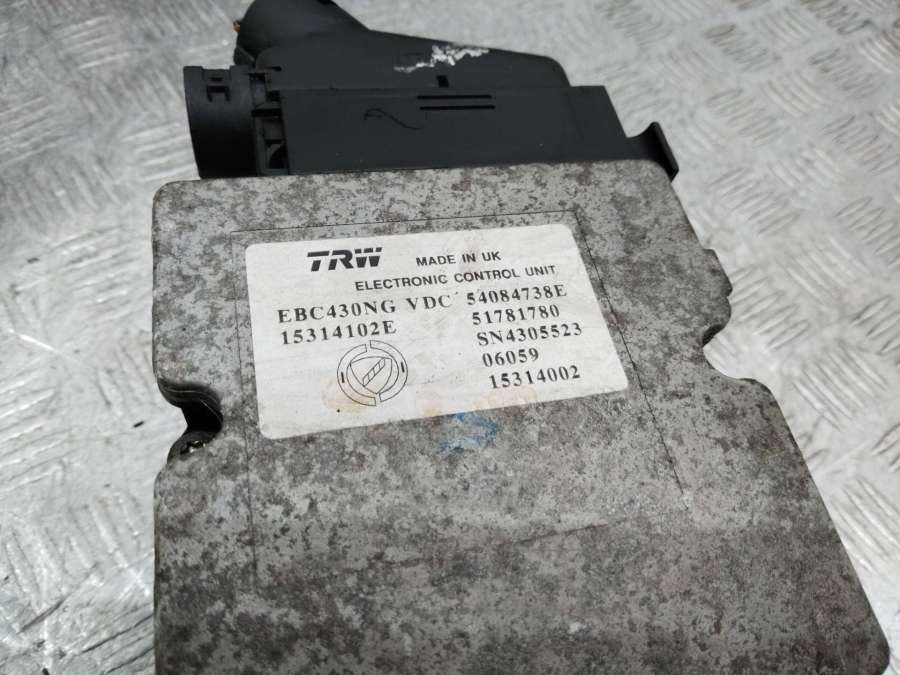 TRW MADE IN UK
ELECTRONIC CONTROL UNIT
EBC430NG VDC 54084738E
15314102E 51781780
SN4305523
06059
15314002